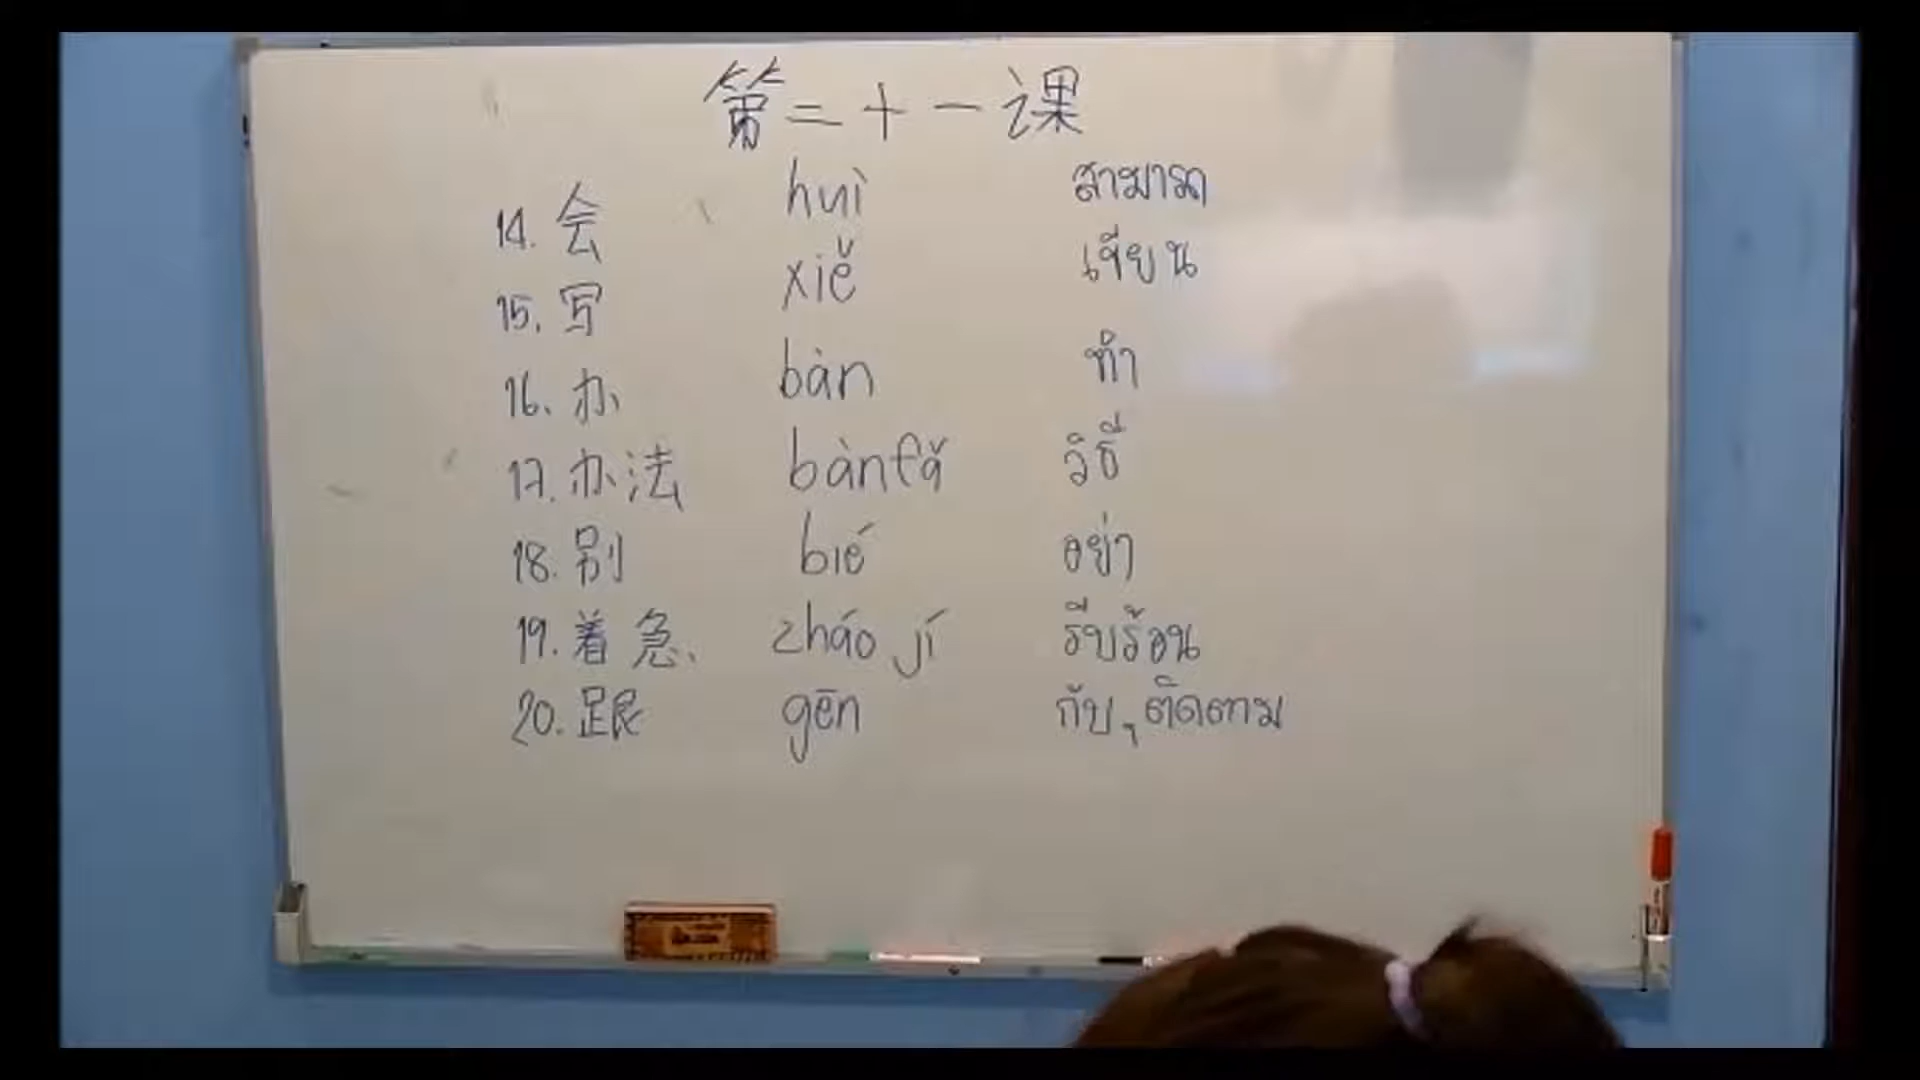 第二十一课
14. 会 huì สามารถ
15. 写 xiě เขียน
16. 办 bàn ทำ
17. 办法 bànfǎ วิธี
18. 别 bié อย่า
19. 着急 zháo jí รีบร้อน
20. 跟 gēn กับ, ติดตาม